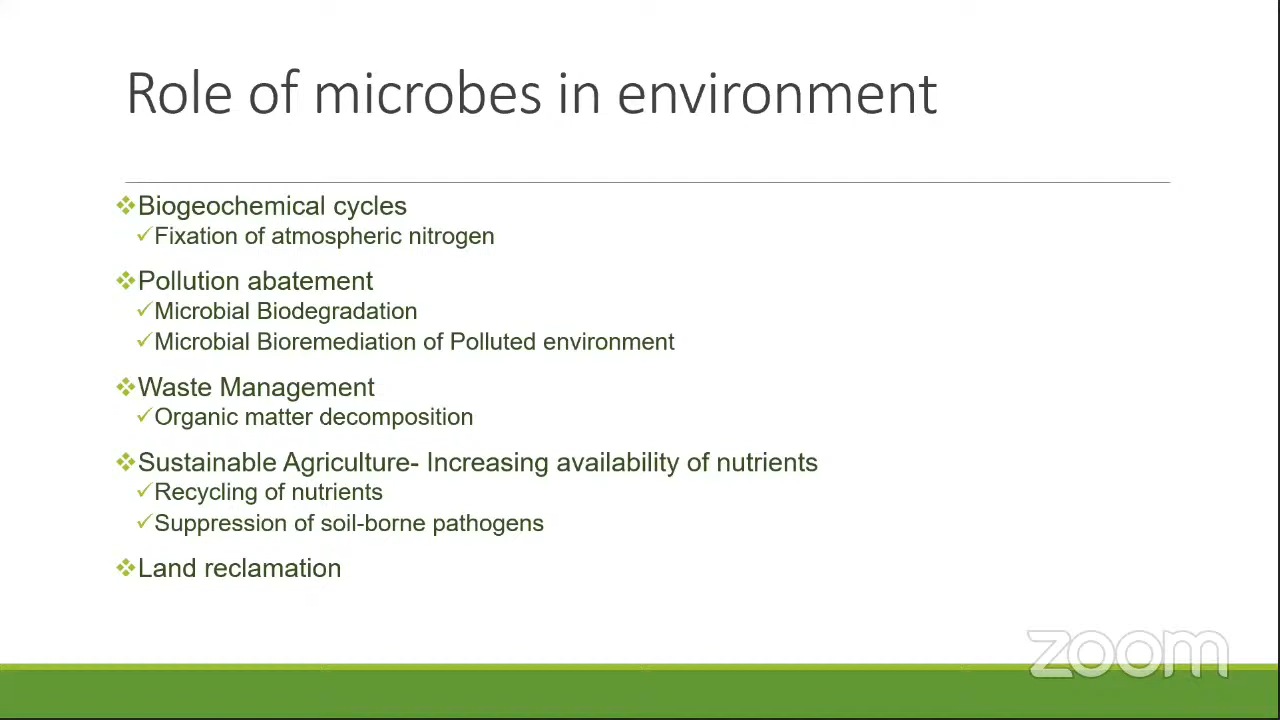 Role of microbes in environment
❖Biogeochemical cycles
✓Fixation of atmospheric nitrogen
❖Pollution abatement
✓Microbial Biodegradation
✓Microbial Bioremediation of Polluted environment
❖Waste Management
✓Organic matter decomposition
❖Sustainable Agriculture- Increasing availability of nutrients
✓Recycling of nutrients
✓Suppression of soil-borne pathogens
❖Land reclamation
zoom